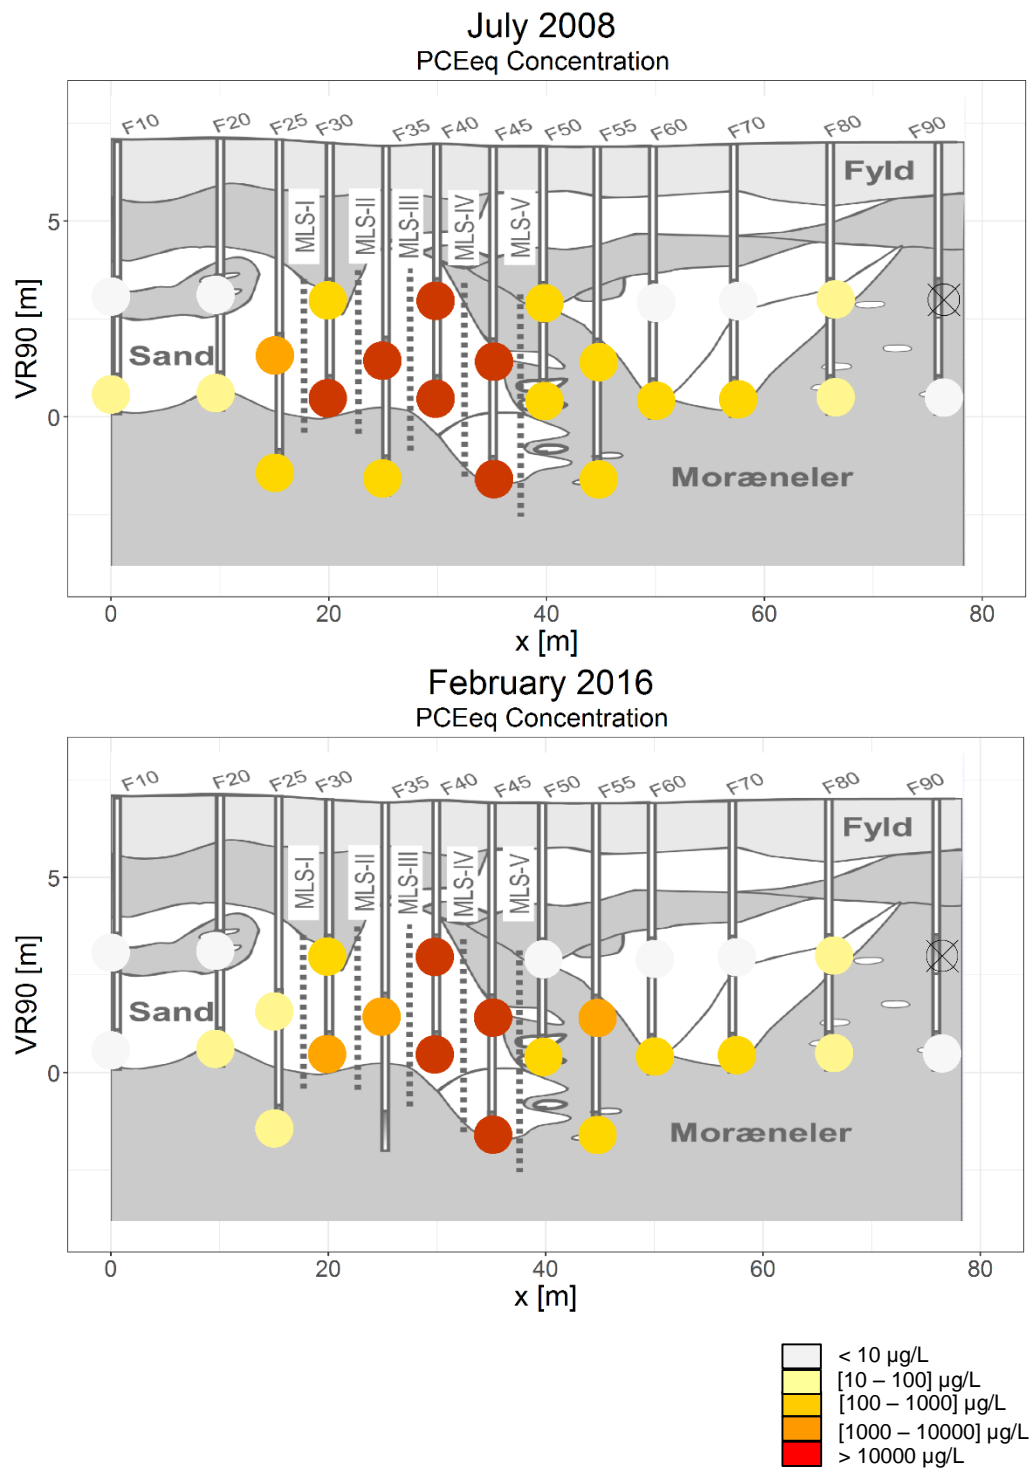 July 2008
PCEeq Concentration
F10 F20 F25 F30 F35 F40 F45 F50 F55 F60 F70 F80 F90
Fyld
MLS-I MLS-II MLS-III MLS-IV MLS-V
5
Sand
0
Moræneler
VR90 [m]
0 20 40 60 80
x [m]
February 2016
PCEeq Concentration
F10 F20 F25 F30 F35 F40 F45 F50 F55 F60 F70 F80 F90
Fyld
MLS-I MLS-II MLS-III MLS-IV MLS-V
5
Sand
0
Moræneler
VR90 [m]
0 20 40 60 80
x [m]
< 10 µg/L
[10 – 100] µg/L
[100 – 1000] µg/L
[1000 – 10000] µg/L
> 10000 µg/L